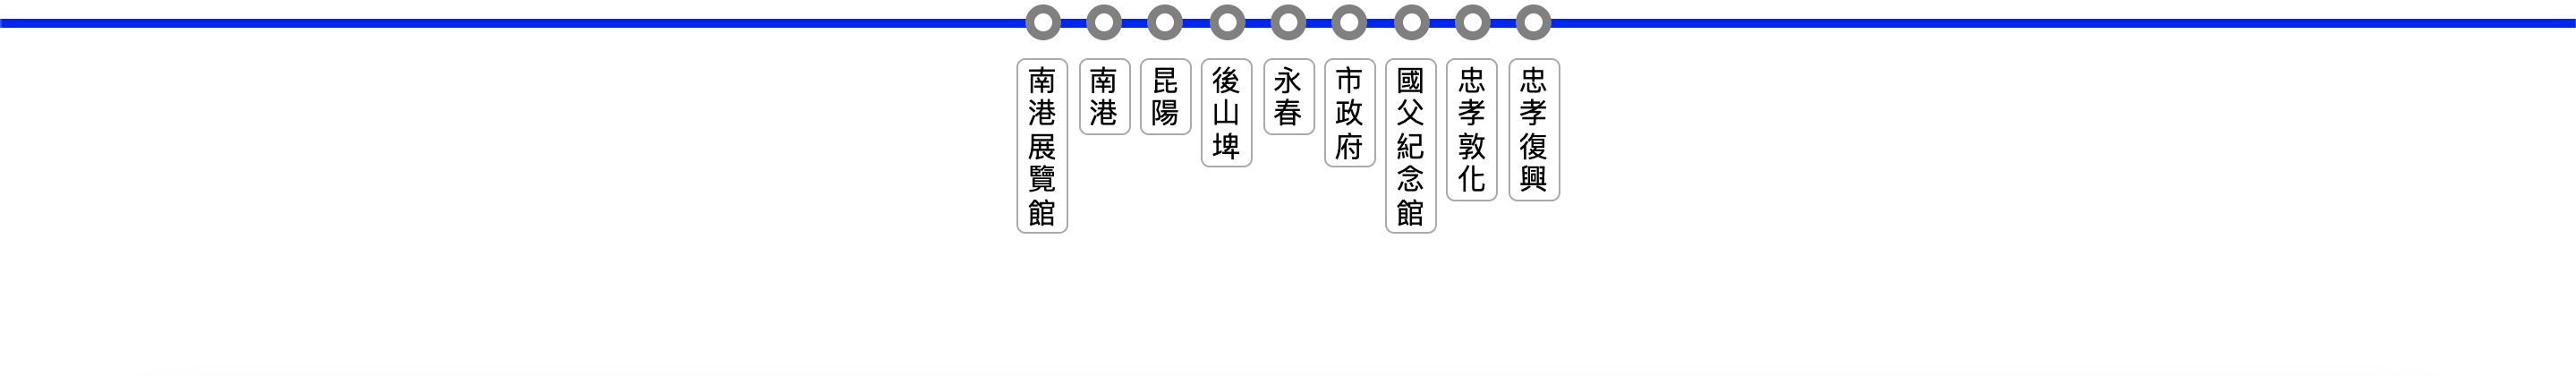 南港展覽館
南港
昆陽
後山埤
永春
市政府
國父紀念館
忠孝敦化
忠孝復興